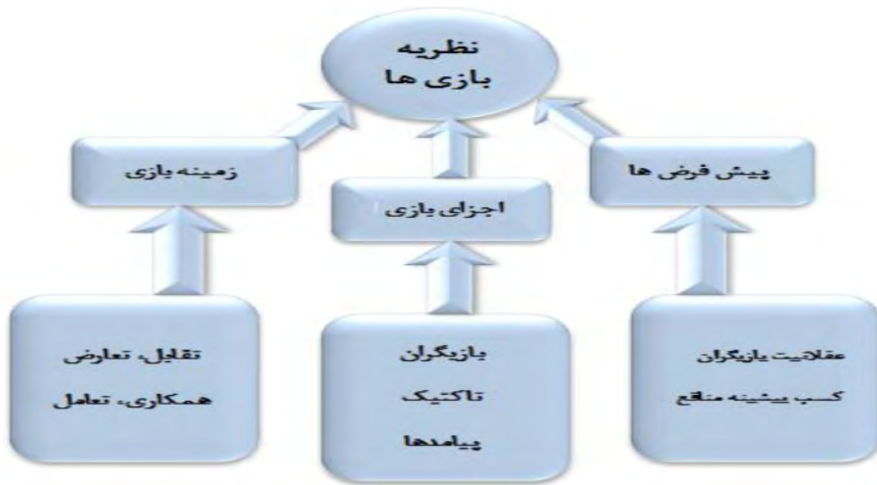 نظریه
بازی ها
پیش فرض ها
اجزای بازی
زمینه بازی
عقلانیت بازیگران
کسب بیشینه منافع
بازیگران
تاکتیک
پیامدها
تقابل، تعارض
همکاری، تعامل